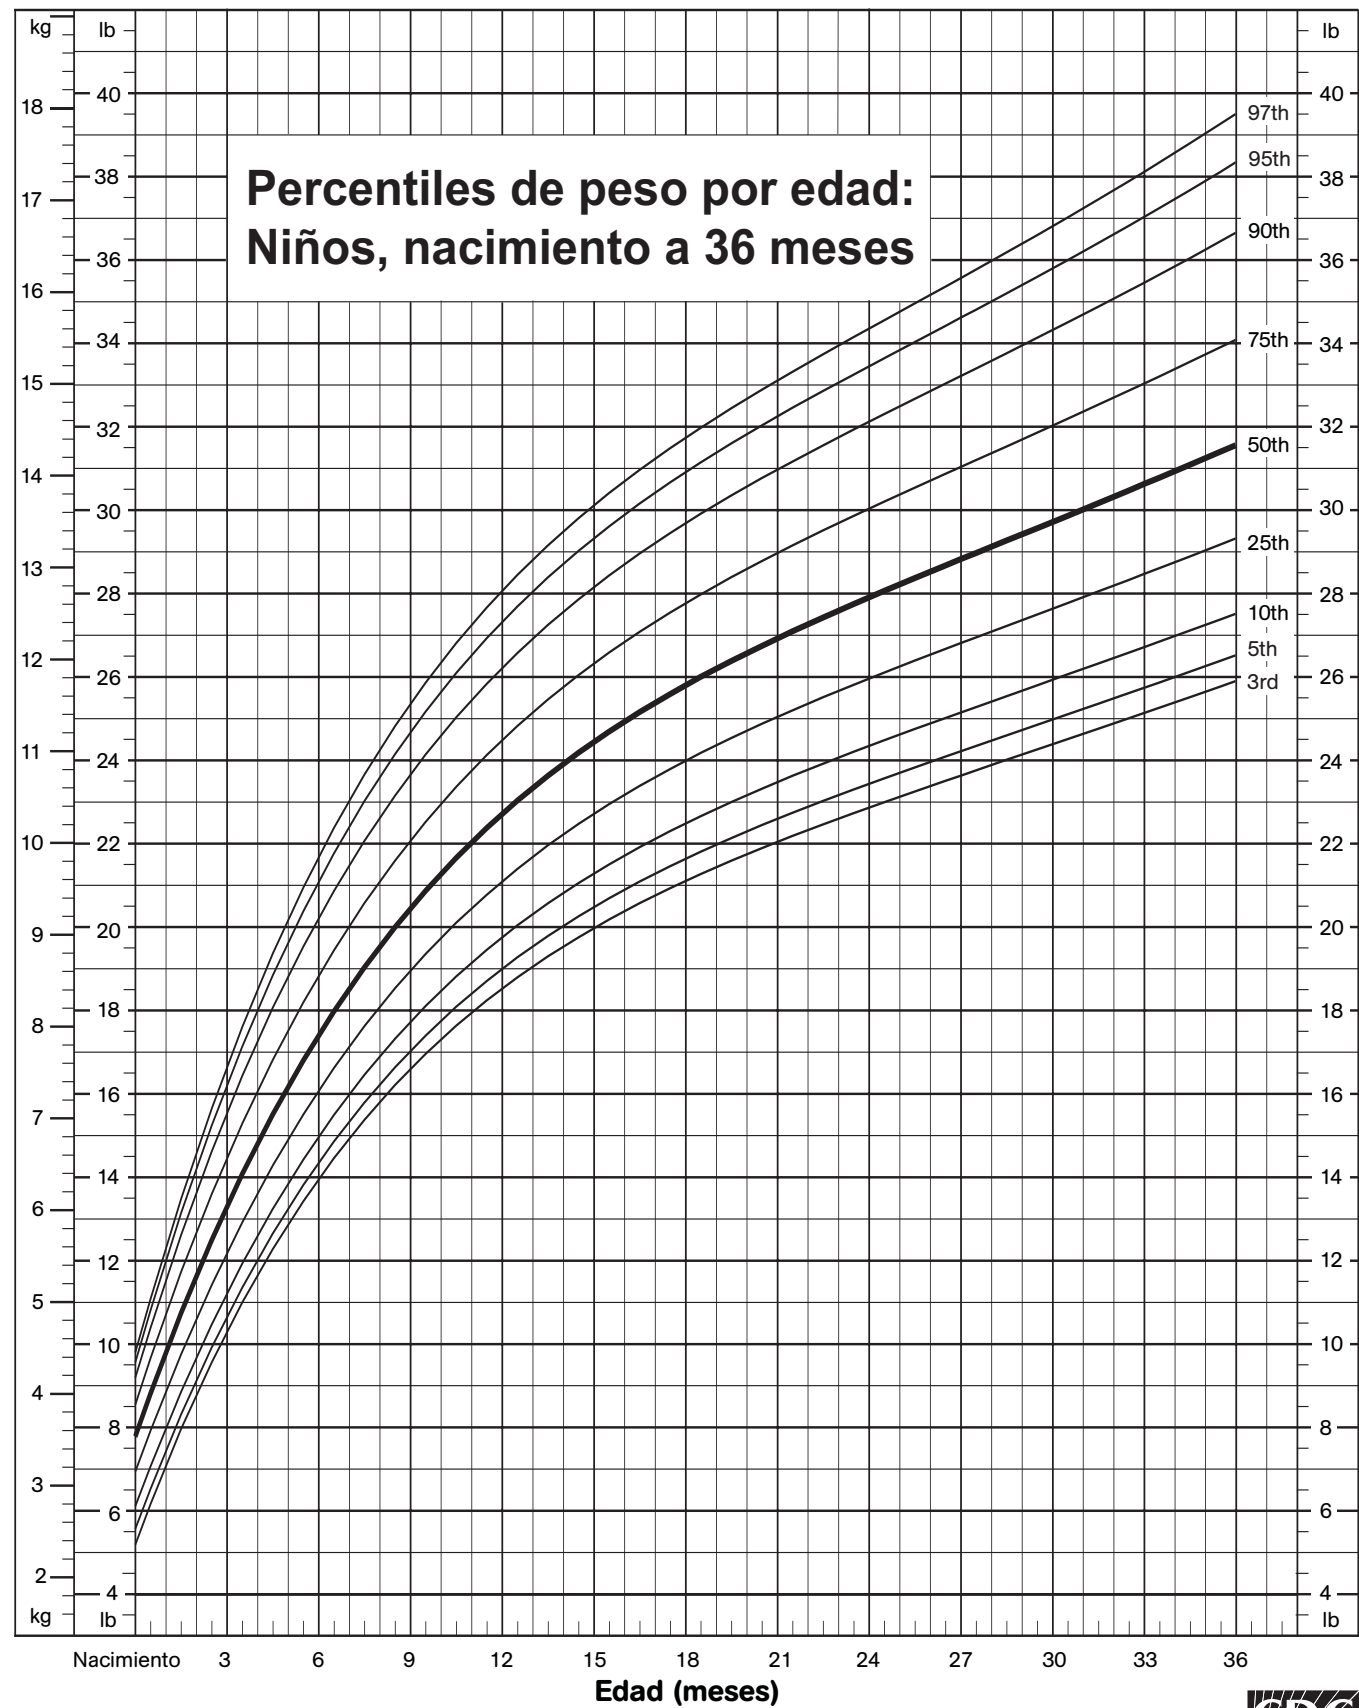 kg lb lb
40 40
18
97th
95th
38 38
Percentiles de peso por edad:
17
90th
Niños, nacimiento a 36 meses
36 36
16
34 75th 34
15
32 32
50th
14
30 30
25th
13
28 28
10th
12
5th
26 3rd 26
11
24 24
10
22 22
9
20 20
18 18
8
16 16
7
14 14
6
12 12
5
10 10
4
8 8
3
6 6
2
4 4
kg lb lb
Nacimiento 3 6 9 12 15 18 21 24 27 30 33 36
Edad (meses)